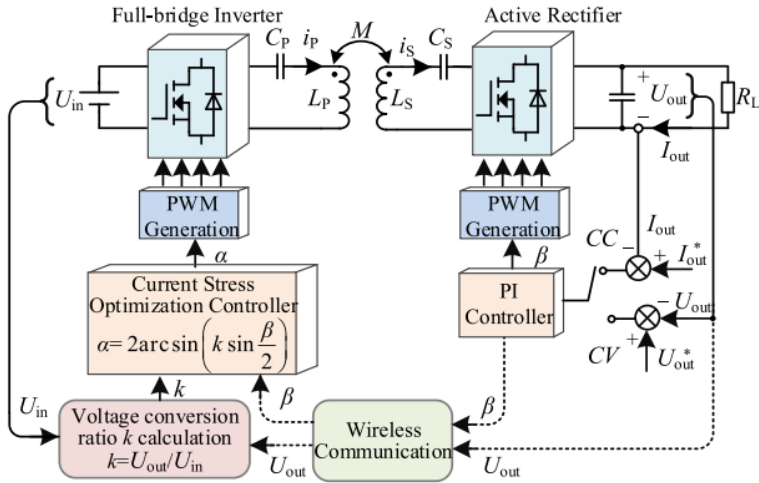 Full-bridge Inverter
Active Rectifier
C_P
i_P
M
i_S
C_S
U_in
L_P
L_S
+
U_out
R_L
−
I_out
PWM
Generation
PWM
Generation
I_out
α
β
CC
−
+
I_out*
Current Stress
Optimization Controller
α=2arcsin(k sin β/2)
PI
Controller
−
U_out
CV
+
U_out*
k
U_in
β
β
Voltage conversion
ratio k calculation
k=U_out/U_in
Wireless
Communication
U_out
U_out